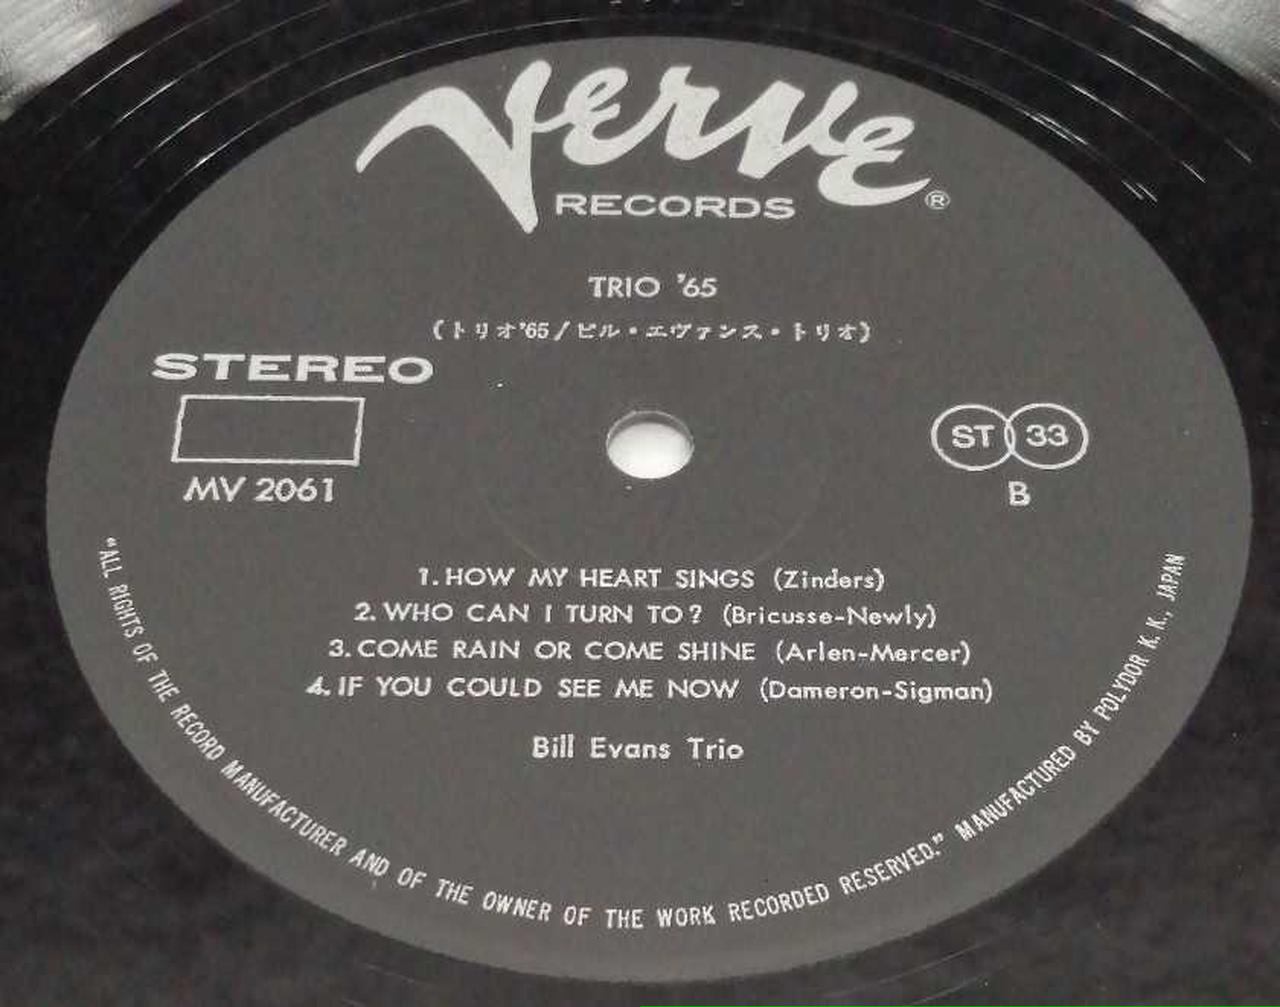 Verve
RECORDS ®
TRIO '65
(トリオ'65/ビル・エヴァンス・トリオ)
STEREO
MV 2061
ST 33
B
1. HOW MY HEART SINGS (Zinders)
2. WHO CAN I TURN TO? (Bricusse-Newly)
3. COME RAIN OR COME SHINE (Arlen-Mercer)
4. IF YOU COULD SEE ME NOW (Dameron-Sigman)
Bill Evans Trio
"ALL RIGHTS OF THE RECORD MANUFACTURER AND OF THE OWNER OF THE WORK RECORDED RESERVED." MANUFACTURED BY POLYDOR K. K., JAPAN